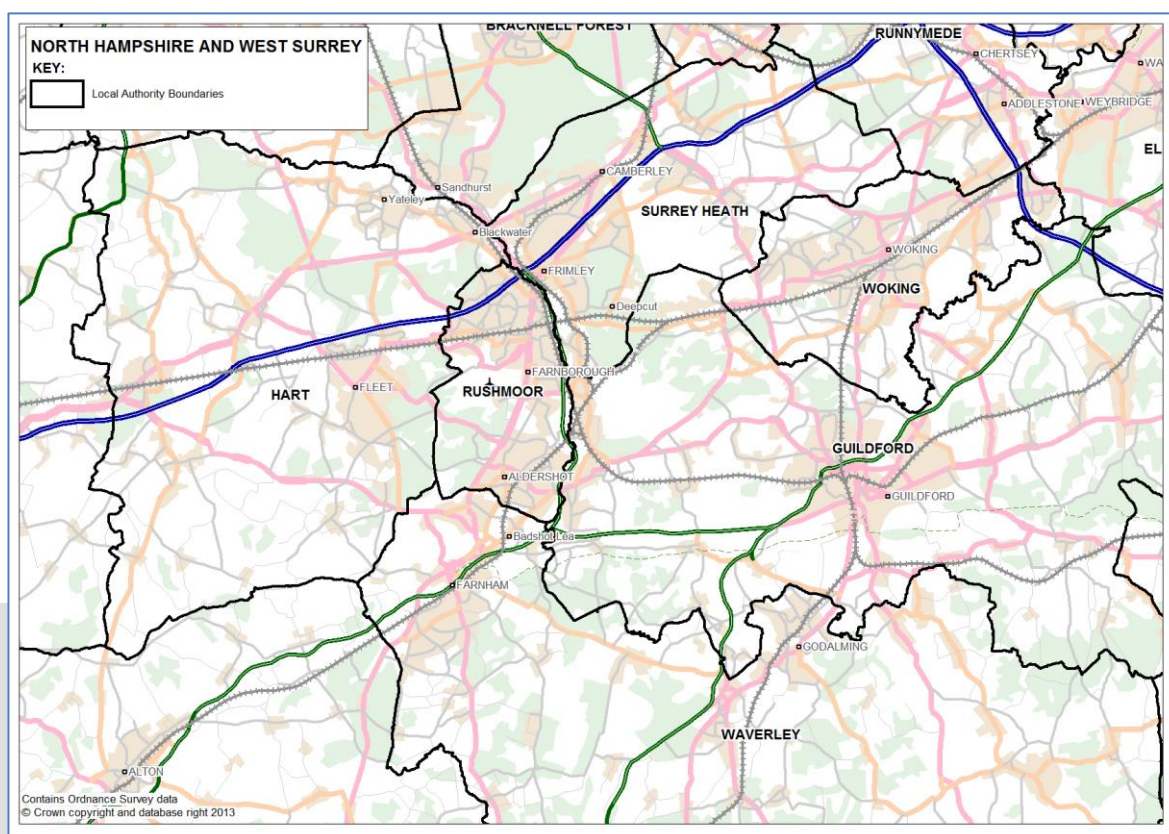 BRACKNELL FOREST
RUNNYMEDE
NORTH HAMPSHIRE AND WEST SURREY
KEY:
Local Authority Boundaries
CHERTSEY
WA
ADDLESTONE
WEYBRIDGE
EL
CAMBERLEY
Sandhurst
Yateley
SURREY HEATH
Blackwater
WOKING
FRIMLEY
WOKING
Deepcut
FARNBOROUGH
HART
FLEET
RUSHMOOR
GUILDFORD
ALDERSHOT
GUILDFORD
Badshot Lea
FARNHAM
GODALMING
WAVERLEY
ALTON
Contains Ordnance Survey data
© Crown copyright and database right 2013